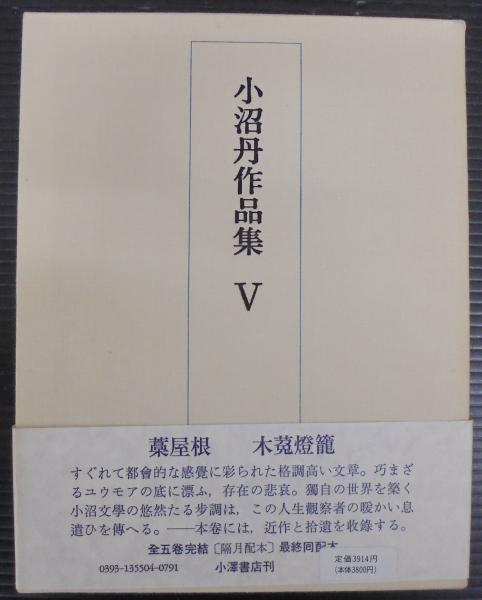 小沼丹作品集 Ⅴ
藁屋根 木菟燈籠
すぐれて都會的な感覺に彩られた格調高い文章。巧まざ
るユウモアの底に漂ふ，存在の悲哀。獨自の世界を築く
小沼文學の悠然たる歩調は，この人生觀察者の暖かい息
遣ひを傳へる。――本卷には，近作と拾遺を收錄する。
全五卷完結〔隔月配本〕最終回配本
定価3914円
(本体3800円)
0393-135504-0791 小澤書店刊